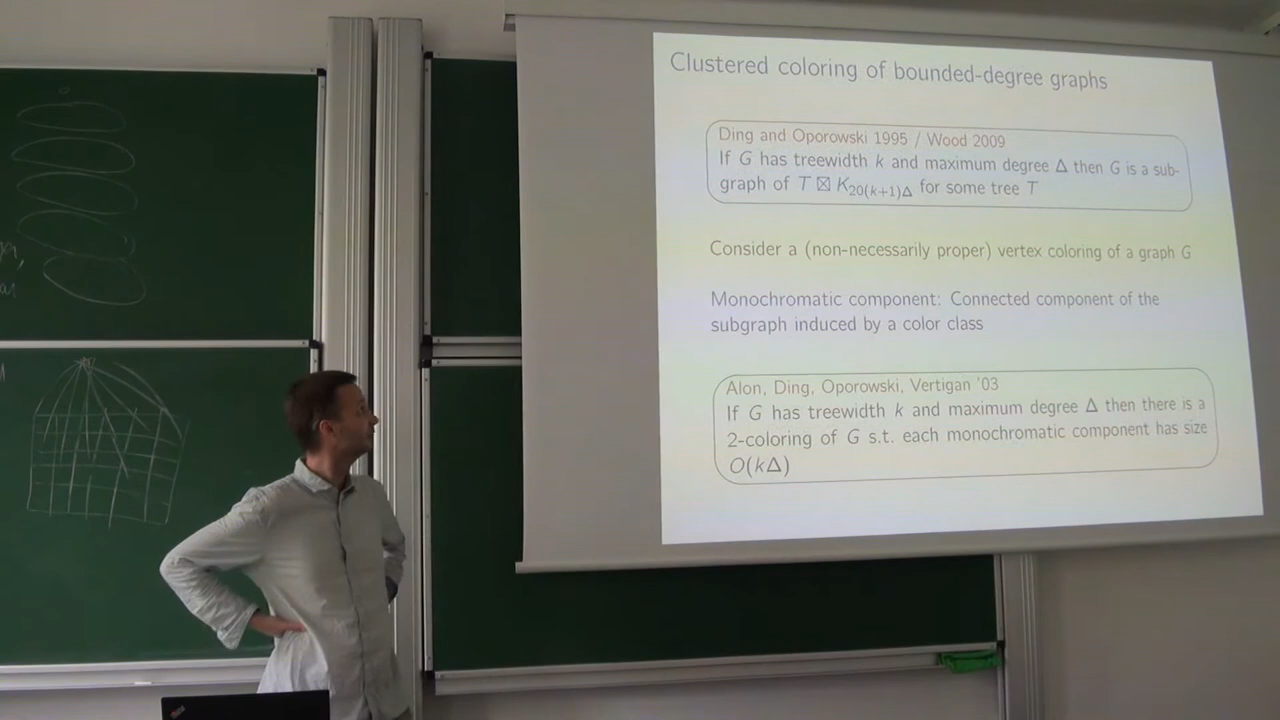 Clustered coloring of bounded-degree graphs
Ding and Oporowski 1995 / Wood 2009
If G has treewidth k and maximum degree Δ then G is a sub-
graph of T ⊠ K₂₀₍ₖ₊₁₎Δ for some tree T
Consider a (non-necessarily proper) vertex coloring of a graph G
Monochromatic component: Connected component of the
subgraph induced by a color class
Alon, Ding, Oporowski, Vertigan '03
If G has treewidth k and maximum degree Δ then there is a
2-coloring of G s.t. each monochromatic component has size
O(kΔ)